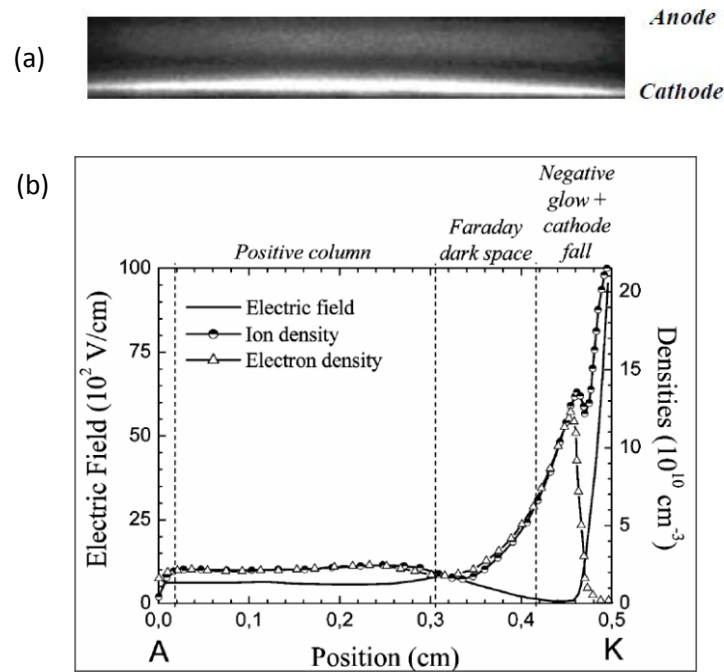 (a)
Anode
Cathode
(b)
Positive column
Faraday
dark space
Negative
glow +
cathode
fall
Electric field
Ion density
Electron density
Electric Field (10² V/cm)
100
75
50
25
0
Densities (10¹⁰ cm⁻³)
20
15
10
5
0
0,0 0,1 0,2 0,3 0,4 0,5
A Position (cm) K